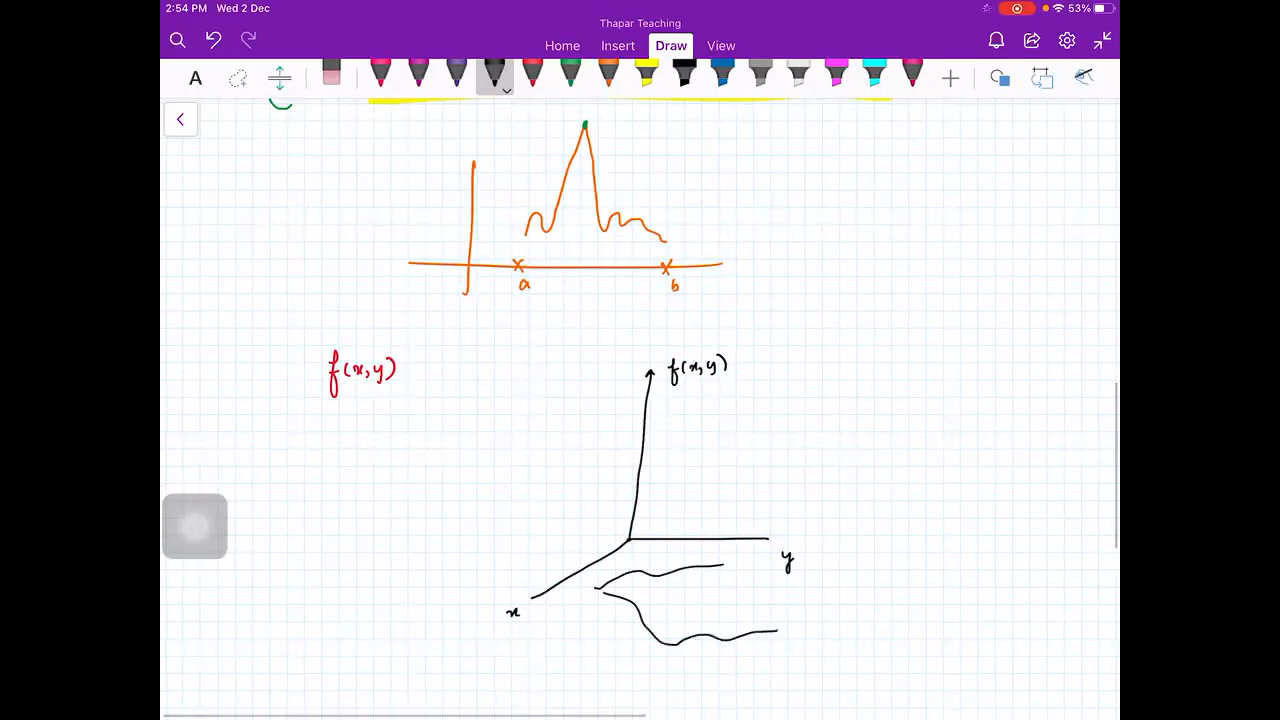 2:54 PM Wed 2 Dec
53%
Thapar Teaching
Home Insert Draw View
A
a
b
f(x,y)
f(x,y)
y
x